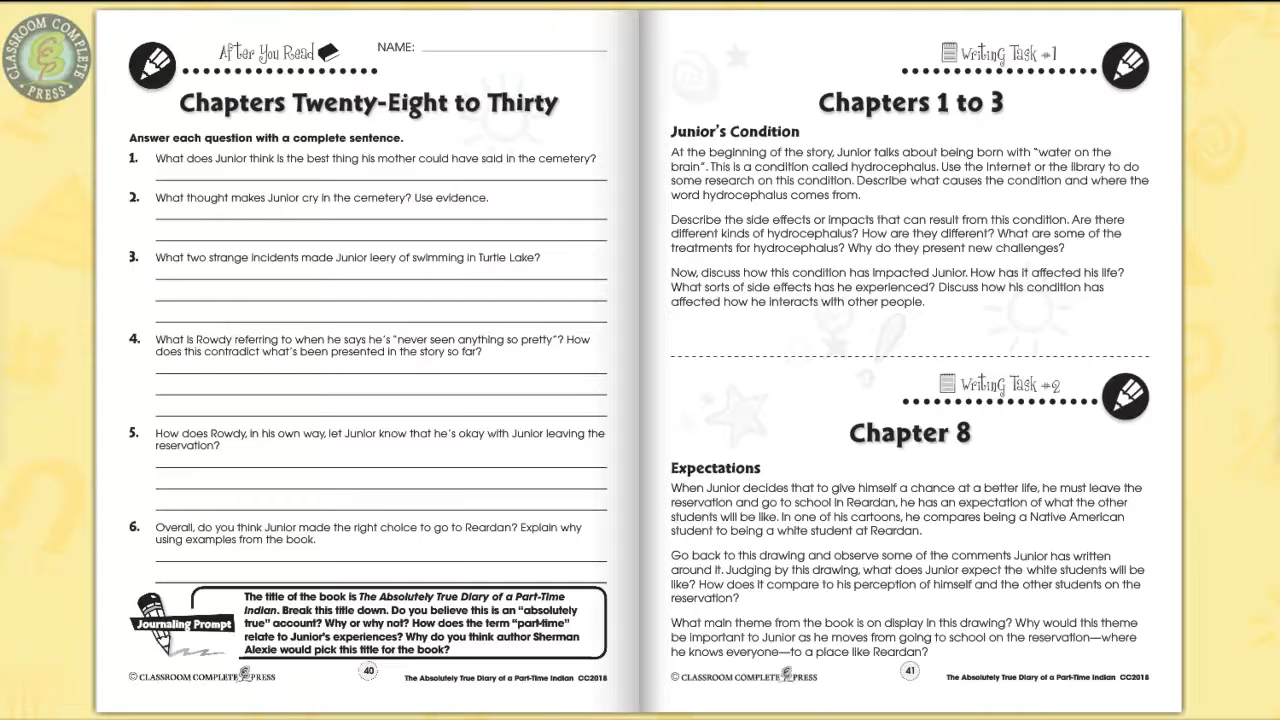 CLASSROOM COMPLETE
PRESS
After You Read
NAME:
Chapters Twenty-Eight to Thirty
Answer each question with a complete sentence.
1. What does Junior think is the best thing his mother could have said in the cemetery?
2. What thought makes Junior cry in the cemetery? Use evidence.
3. What two strange incidents made Junior leery of swimming in Turtle Lake?
4. What is Rowdy referring to when he says he's "never seen anything so pretty"? How
does this contradict what's been presented in the story so far?
5. How does Rowdy, in his own way, let Junior know that he's okay with Junior leaving the
reservation?
6. Overall, do you think Junior made the right choice to go to Reardan? Explain why
using examples from the book.
Journaling Prompt
The title of the book is The Absolutely True Diary of a Part-Time
Indian. Break this title down. Do you believe this is an "absolutely
true" account? Why or why not? How does the term "part-time"
relate to Junior's experiences? Why do you think author Sherman
Alexie would pick this title for the book?
© CLASSROOM COMPLETE PRESS
40
The Absolutely True Diary of a Part-Time Indian CC2018
Writing Task #1
Chapters 1 to 3
Junior's Condition
At the beginning of the story, Junior talks about being born with "water on the
brain". This is a condition called hydrocephalus. Use the Internet or the library to do
some research on this condition. Describe what causes the condition and where the
word hydrocephalus comes from.
Describe the side effects or impacts that can result from this condition. Are there
different kinds of hydrocephalus? How are they different? What are some of the
treatments for hydrocephalus? Why do they present new challenges?
Now, discuss how this condition has impacted Junior. How has it affected his life?
What sorts of side effects has he experienced? Discuss how his condition has
affected how he interacts with other people.
Writing Task #2
Chapter 8
Expectations
When Junior decides that to give himself a chance at a better life, he must leave the
reservation and go to school in Reardan, he has an expectation of what the other
students will be like. In one of his cartoons, he compares being a Native American
student to being a white student at Reardan.
Go back to this drawing and observe some of the comments Junior has written
around it. Judging by this drawing, what does Junior expect the white students will be
like? How does it compare to his perception of himself and the other students on the
reservation?
What main theme from the book is on display in this drawing? Why would this theme
be important to Junior as he moves from going to school on the reservation—where
he knows everyone—to a place like Reardan?
© CLASSROOM COMPLETE PRESS
41
The Absolutely True Diary of a Part-Time Indian CC2018